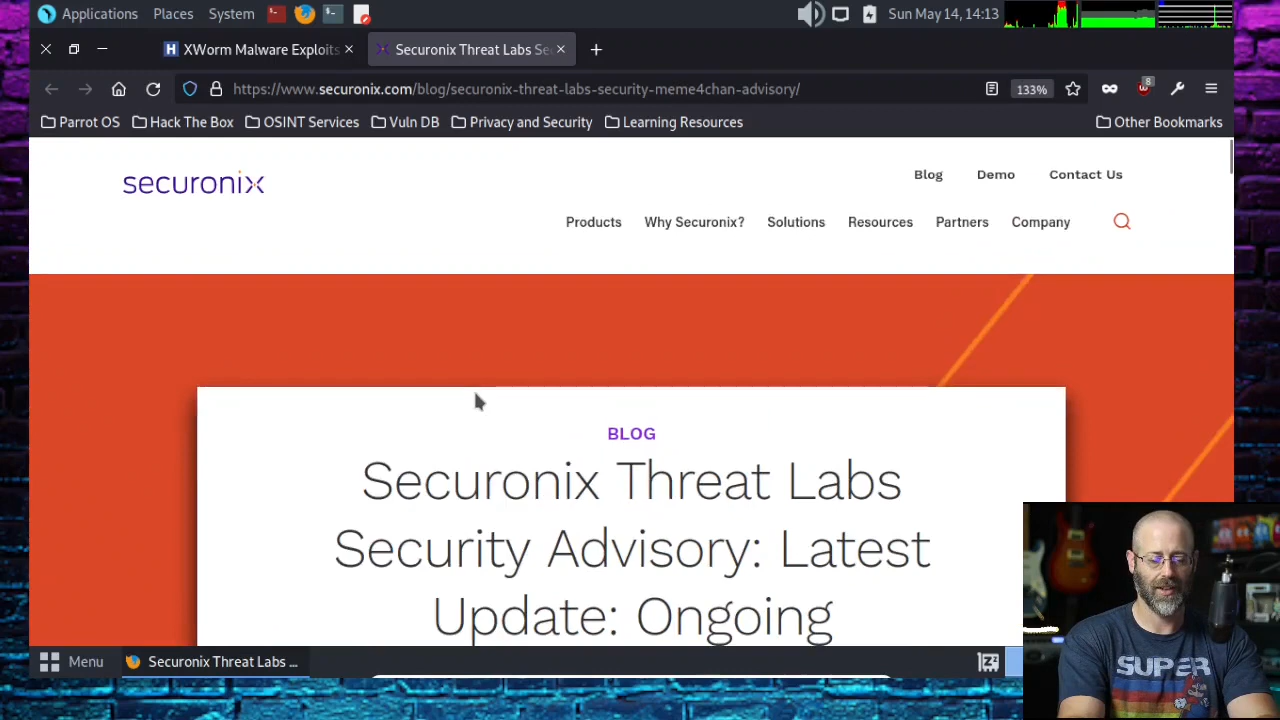 Applications Places System
Sun May 14, 14:13
XWorm Malware Exploits
Securonix Threat Labs Sec
https://www.securonix.com/blog/securonix-threat-labs-security-meme4chan-advisory/
133%
8
Parrot OS Hack The Box OSINT Services Vuln DB Privacy and Security Learning Resources Other Bookmarks
securonix
Blog Demo Contact Us
Products Why Securonix? Solutions Resources Partners Company
BLOG
Securonix Threat Labs
Security Advisory: Latest
Update: Ongoing
SUPER
Menu Securonix Threat Labs ...